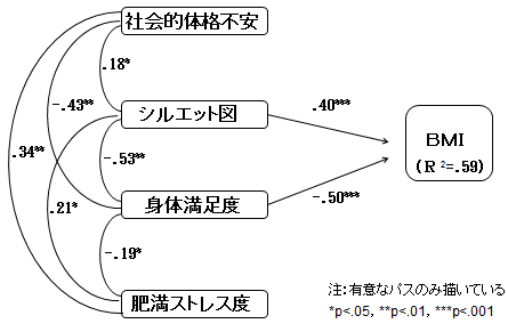 社会的体格不安
.18*
-.43**
シルエット図
.40***
BMI
(R²=.59)
.34**
-.53**
.21*
身体満足度
-.50***
-.19*
肥満ストレス度
注:有意なパスのみ描いている
*p<.05, **p<.01, ***p<.001